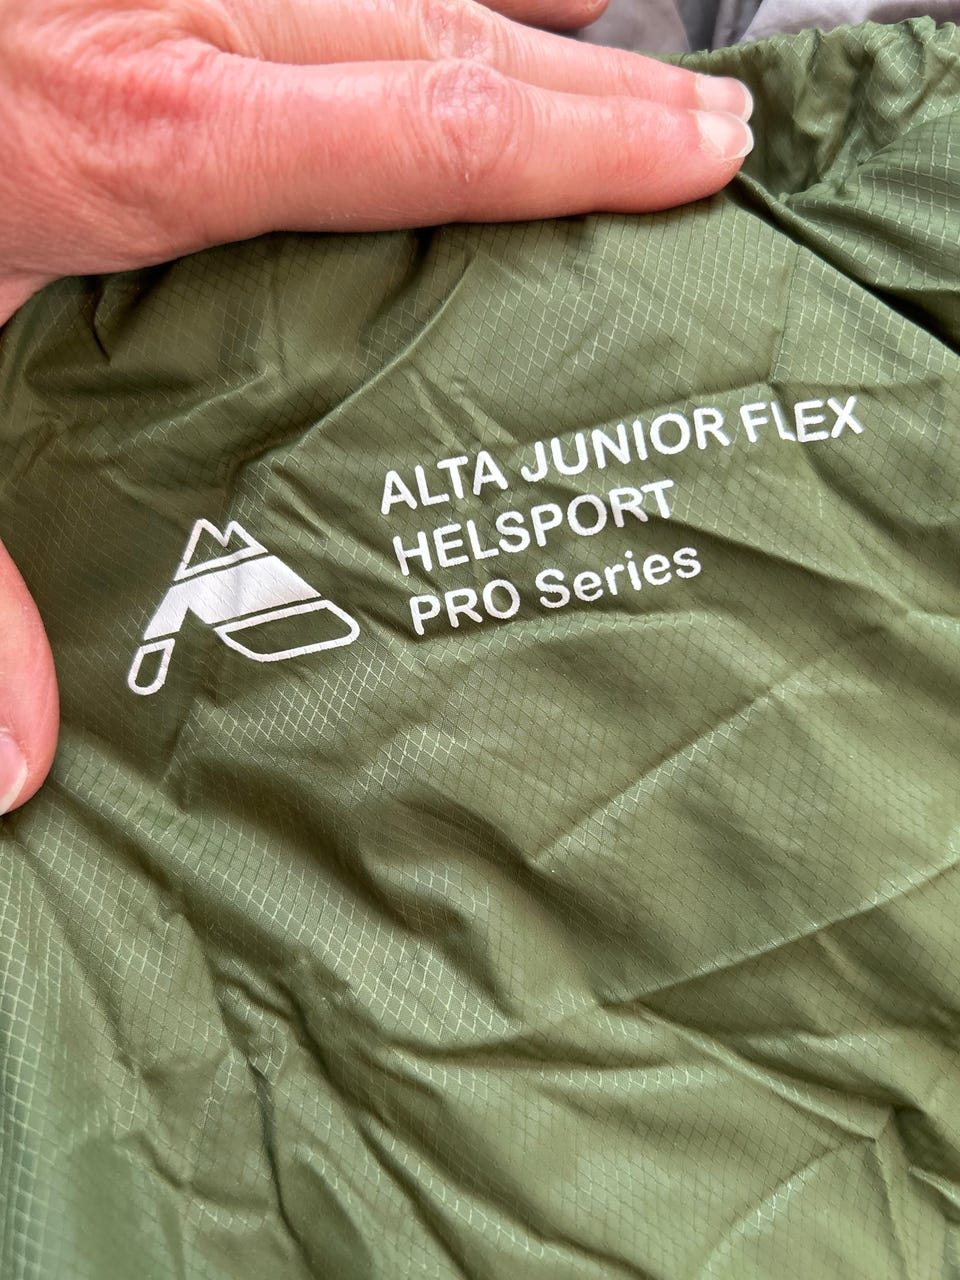 ALTA JUNIOR FLEX
HELSPORT
PRO Series